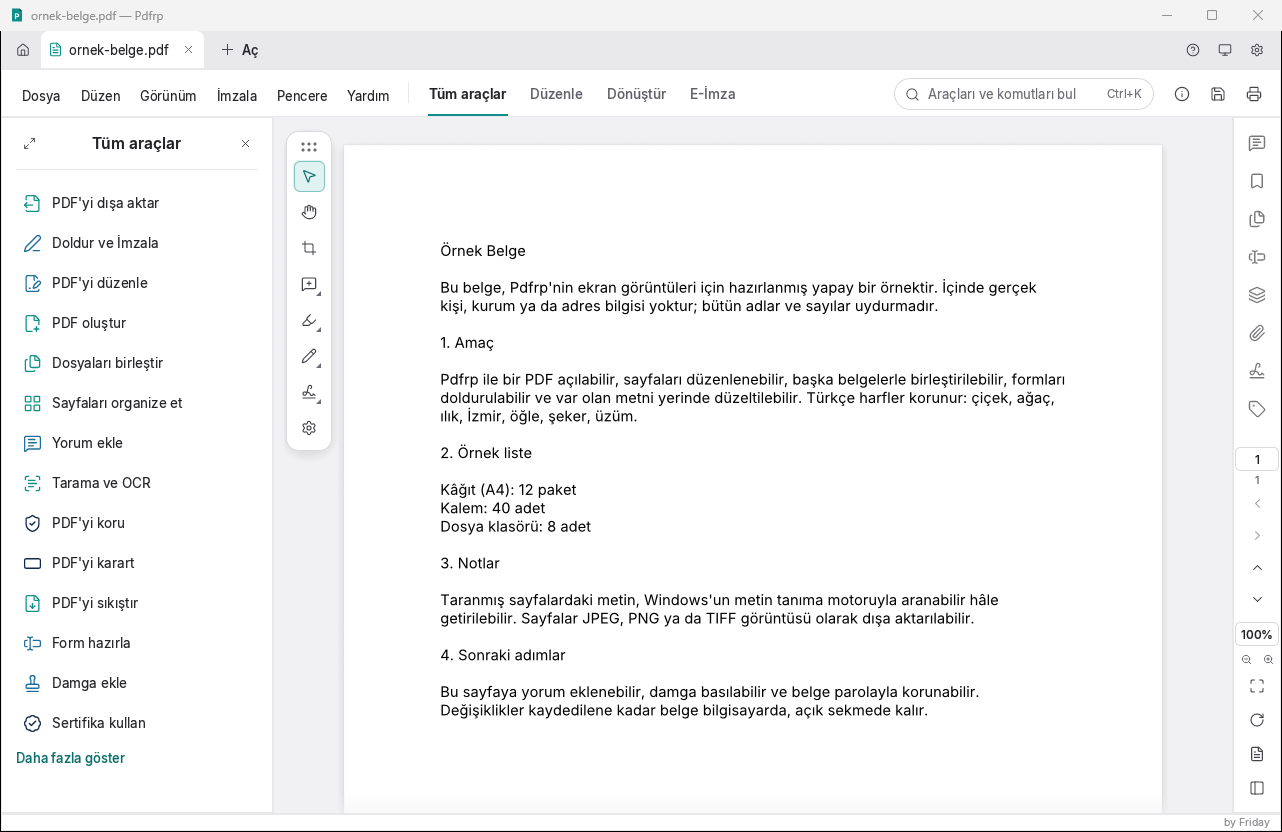 ornek-belge.pdf — Pdfrp
ornek-belge.pdf
Aç
Dosya Düzen Görünüm İmzala Pencere Yardım
Tüm araçlar Düzenle Dönüştür E-İmza
Araçları ve komutları bul Ctrl+K
Tüm araçlar
PDF'yi dışa aktar
Doldur ve İmzala
PDF'yi düzenle
PDF oluştur
Dosyaları birleştir
Sayfaları organize et
Yorum ekle
Tarama ve OCR
PDF'yi koru
PDF'yi karart
PDF'yi sıkıştır
Form hazırla
Damga ekle
Sertifika kullan
Daha fazla göster
Örnek Belge
Bu belge, Pdfrp'nin ekran görüntüleri için hazırlanmış yapay bir örnektir. İçinde gerçek
kişi, kurum ya da adres bilgisi yoktur; bütün adlar ve sayılar uydurmadır.
1. Amaç
Pdfrp ile bir PDF açılabilir, sayfaları düzenlenebilir, başka belgelerle birleştirilebilir, formları
doldurulabilir ve var olan metni yerinde düzeltilebilir. Türkçe harfler korunur: çiçek, ağaç,
ılık, İzmir, öğle, şeker, üzüm.
2. Örnek liste
Kâğıt (A4): 12 paket
Kalem: 40 adet
Dosya klasörü: 8 adet
3. Notlar
Taranmış sayfalardaki metin, Windows'un metin tanıma motoruyla aranabilir hâle
getirilebilir. Sayfalar JPEG, PNG ya da TIFF görüntüsü olarak dışa aktarılabilir.
4. Sonraki adımlar
Bu sayfaya yorum eklenebilir, damga basılabilir ve belge parolayla korunabilir.
Değişiklikler kaydedilene kadar belge bilgisayarda, açık sekmede kalır.
1
1
100%
by Friday